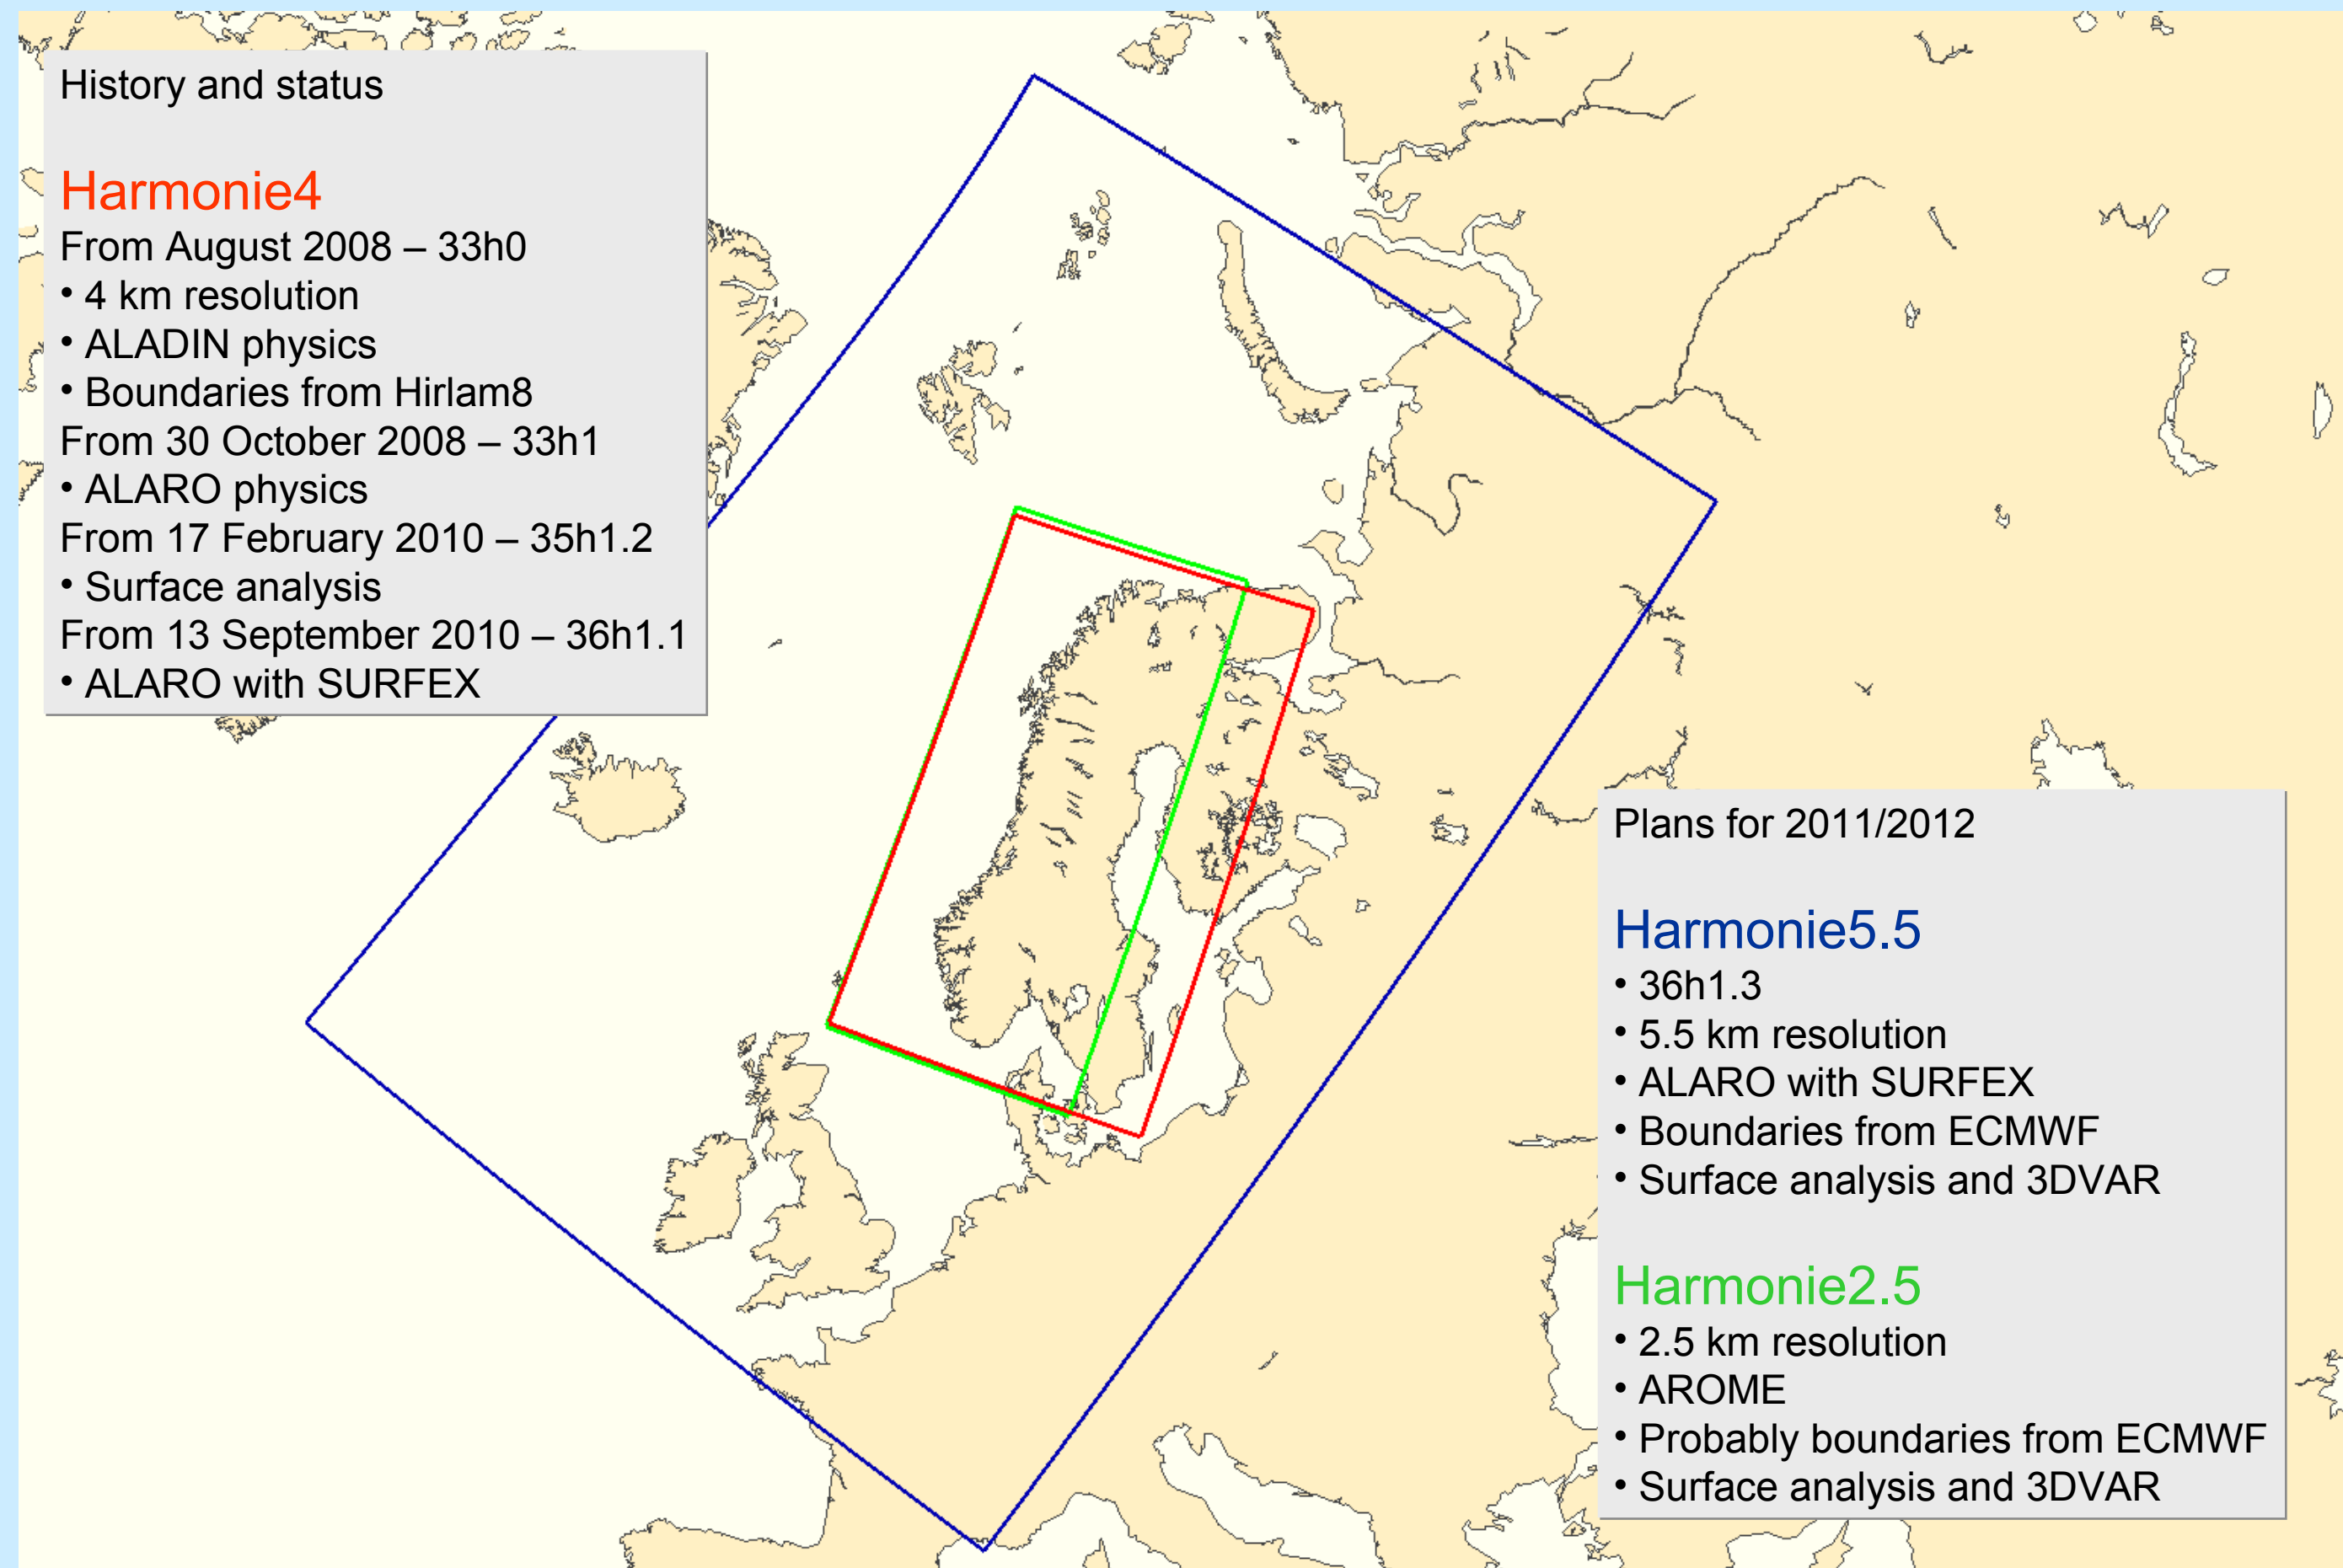 History and status
Harmonie4
From August 2008 – 33h0
• 4 km resolution
• ALADIN physics
• Boundaries from Hirlam8
From 30 October 2008 – 33h1
• ALARO physics
From 17 February 2010 – 35h1.2
• Surface analysis
From 13 September 2010 – 36h1.1
• ALARO with SURFEX
Plans for 2011/2012
Harmonie5.5
• 36h1.3
• 5.5 km resolution
• ALARO with SURFEX
• Boundaries from ECMWF
• Surface analysis and 3DVAR
Harmonie2.5
• 2.5 km resolution
• AROME
• Probably boundaries from ECMWF
• Surface analysis and 3DVAR